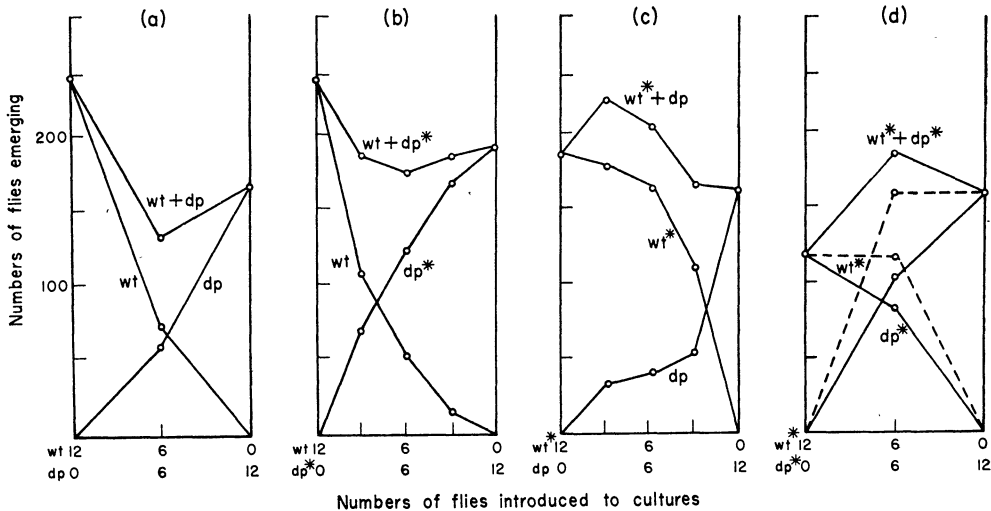 (a) (b) (c) (d)
Numbers of flies emerging
200
100
wt + dp
wt
dp
wt 12 6 0
dp 0 6 12
wt + dp*
wt
dp*
wt 12 6 0
dp* 0 6 12
wt* + dp
wt*
dp
wt* 12 6 0
dp 0 6 12
wt* + dp*
wt*
dp*
wt* 12 6 0
dp* 0 6 12
Numbers of flies introduced to cultures